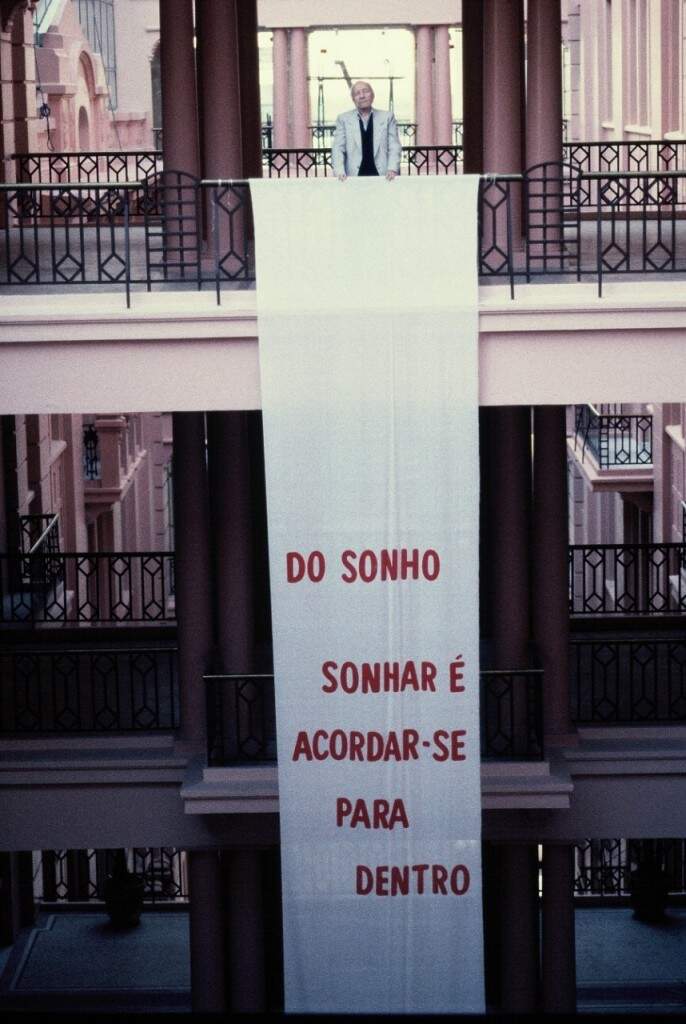 DO SONHO
SONHAR É
ACORDAR-SE
PARA
DENTRO